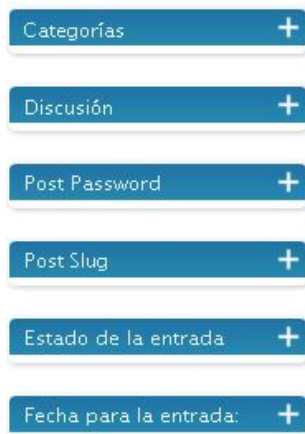 Categorías
Discusión
Post Password
Post Slug
Estado de la entrada
Fecha para la entrada: